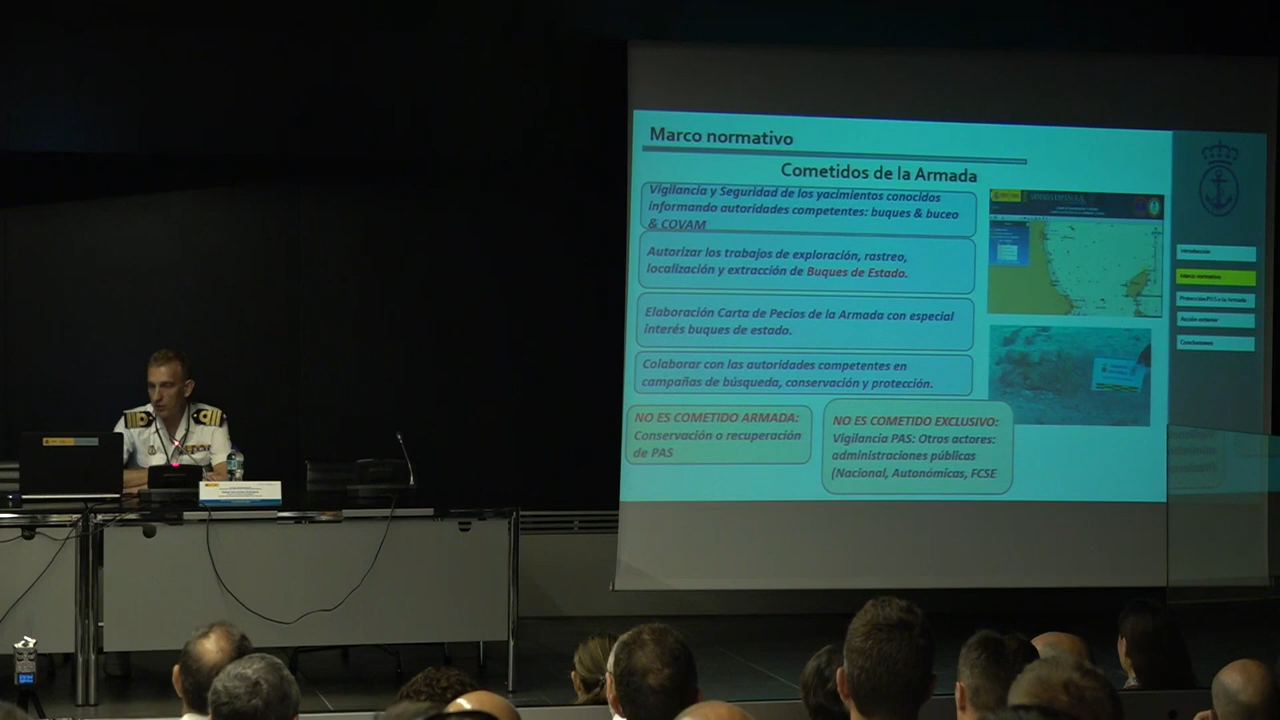 Marco normativo
Cometidos de la Armada
Vigilancia y Seguridad de los yacimientos conocidos
informando autoridades competentes: buques & buceo
& COVAM
Autorizar los trabajos de exploración, rastreo,
localización y extracción de Buques de Estado.
Elaboración Carta de Pecios de la Armada con especial
interés buques de estado.
Colaborar con las autoridades competentes en
campañas de búsqueda, conservación y protección.
NO ES COMETIDO ARMADA:
Conservación o recuperación
de PAS
NO ES COMETIDO EXCLUSIVO:
Vigilancia PAS: Otros actores:
administraciones públicas
(Nacional, Autonómicas, FCSE
Introducción
Marco normativo
Protección PAS y la Armada
Acción exterior
Conclusiones